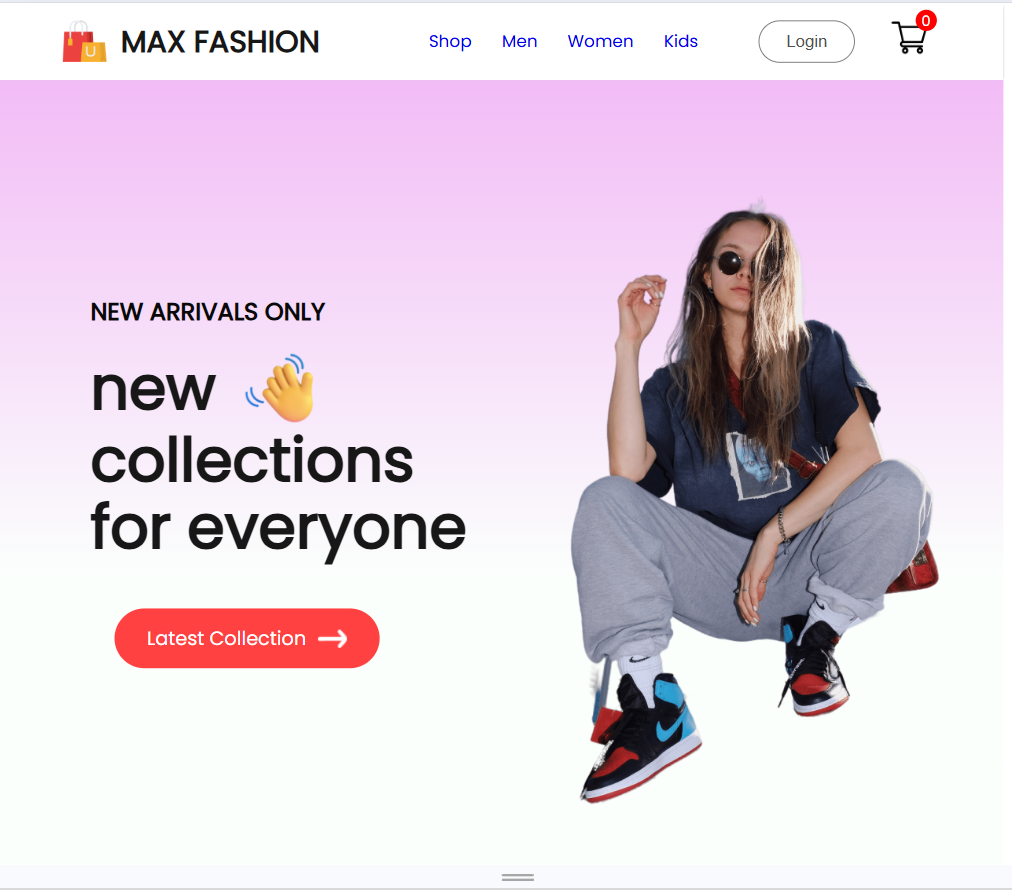 MAX FASHION
Shop Men Women Kids Login 0
NEW ARRIVALS ONLY
new 👋
collections
for everyone
Latest Collection →